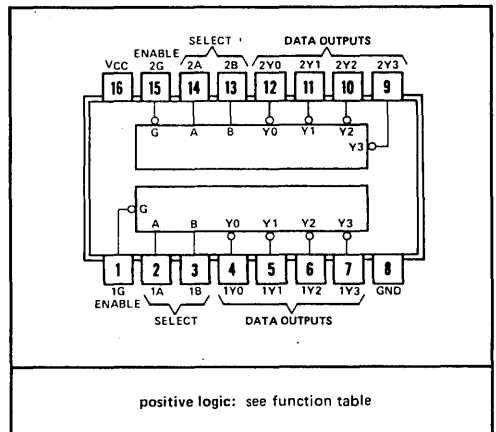 SELECT DATA OUTPUTS
ENABLE
VCC 2G 2A 2B 2Y0 2Y1 2Y2 2Y3
16 15 14 13 12 11 10 9
G A B Y0 Y1 Y2
Y3
G
A B Y0 Y1 Y2 Y3
1 2 3 4 5 6 7 8
1G 1A 1B 1Y0 1Y1 1Y2 1Y3 GND
ENABLE
SELECT DATA OUTPUTS
positive logic: see function table